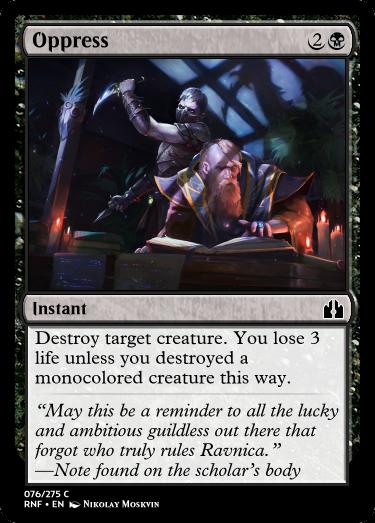 Oppress 2
Instant
Destroy target creature. You lose 3
life unless you destroyed a
monocolored creature this way.
“May this be a reminder to all the lucky
and ambitious guildless out there that
forgot who truly rules Ravnica.”
—Note found on the scholar's body
076/275 C
RNF • EN Nikolay Moskvin